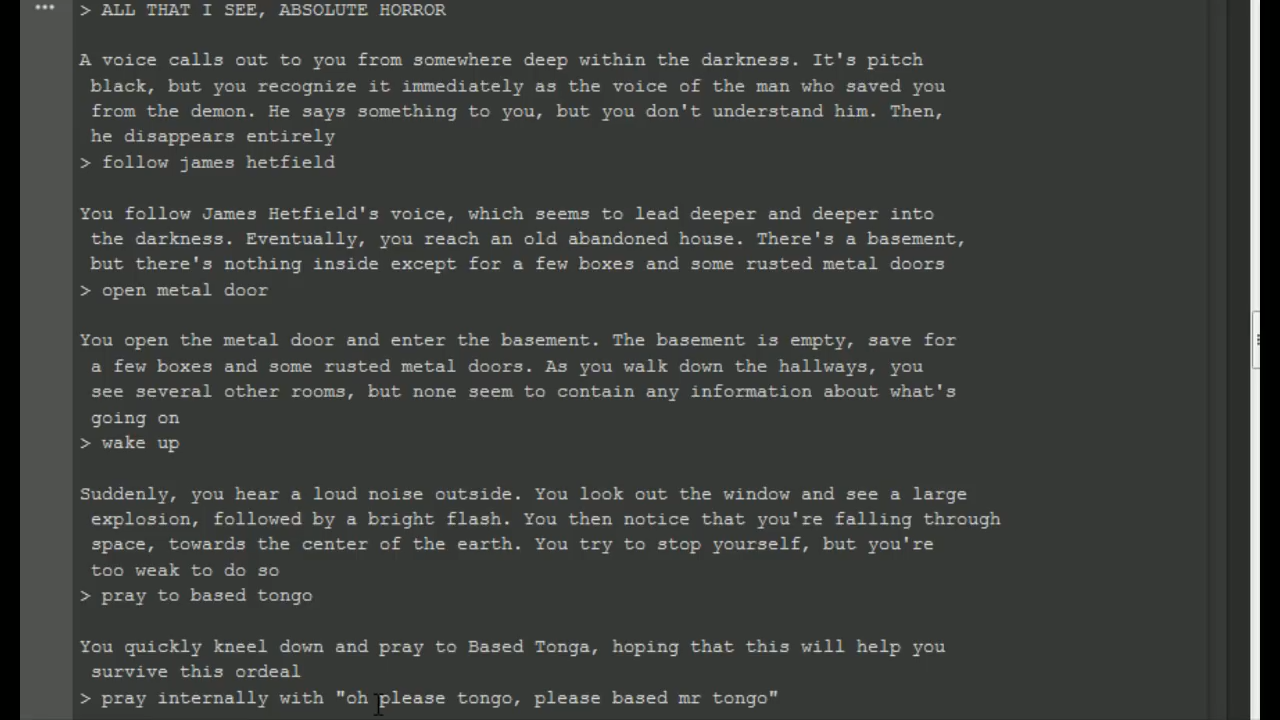 > ALL THAT I SEE, ABSOLUTE HORROR
A voice calls out to you from somewhere deep within the darkness. It's pitch
black, but you recognize it immediately as the voice of the man who saved you
from the demon. He says something to you, but you don't understand him. Then,
he disappears entirely
> follow james hetfield
You follow James Hetfield's voice, which seems to lead deeper and deeper into
the darkness. Eventually, you reach an old abandoned house. There's a basement,
but there's nothing inside except for a few boxes and some rusted metal doors
> open metal door
You open the metal door and enter the basement. The basement is empty, save for
a few boxes and some rusted metal doors. As you walk down the hallways, you
see several other rooms, but none seem to contain any information about what's
going on
> wake up
Suddenly, you hear a loud noise outside. You look out the window and see a large
explosion, followed by a bright flash. You then notice that you're falling through
space, towards the center of the earth. You try to stop yourself, but you're
too weak to do so
> pray to based tongo
You quickly kneel down and pray to Based Tonga, hoping that this will help you
survive this ordeal
> pray internally with "oh please tongo, please based mr tongo"